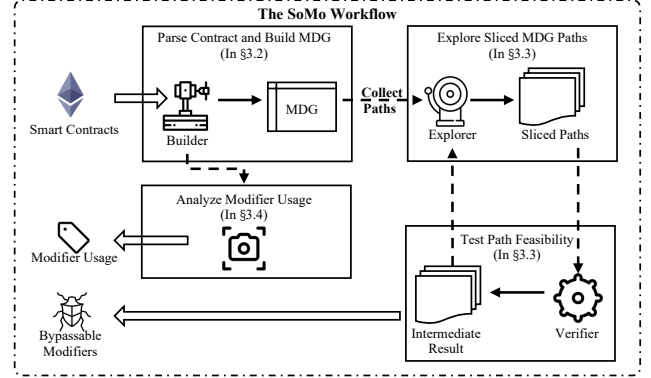 The SoMo Workflow
Parse Contract and Build MDG
(In §3.2)
Builder
MDG
Smart Contracts
Collect
Paths
Explore Sliced MDG Paths
(In §3.3)
Explorer
Sliced Paths
Analyze Modifier Usage
(In §3.4)
Modifier Usage
Test Path Feasibility
(In §3.3)
Intermediate
Result
Verifier
Bypassable
Modifiers